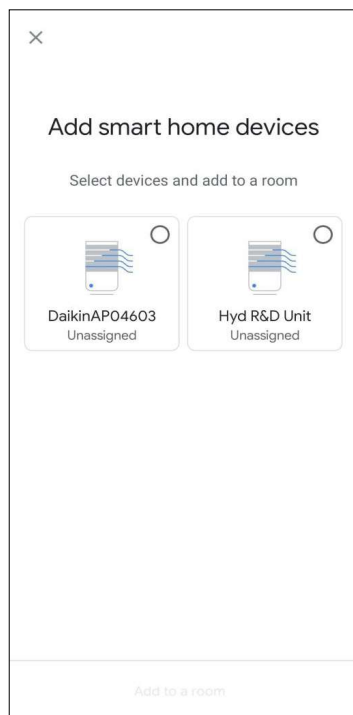 Add smart home devices
Select devices and add to a room
DaikinAP04603
Unassigned
Hyd R&D Unit
Unassigned
Add to a room